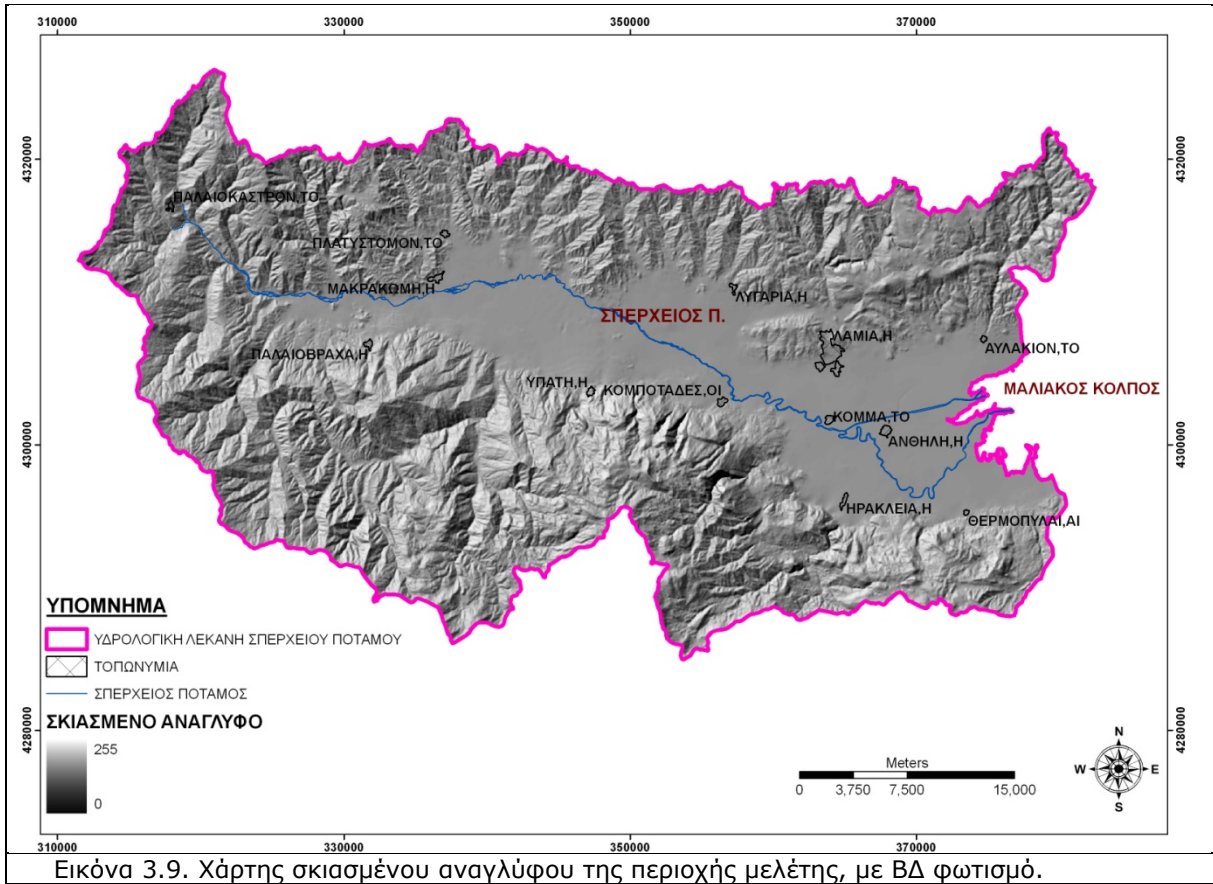 310000 330000 350000 370000
4320000 4320000
ΠΑΛΑΙΟΚΑΣΤΡΟΝ,ΤΟ
ΠΛΑΤΥΣΤΟΜΟΝ,ΤΟ
ΜΑΚΡΑΚΩΜΗ,Η
ΛΥΓΑΡΙΑ,Η
ΣΠΕΡΧΕΙΟΣ Π.
ΛΑΜΙΑ,Η
ΑΥΛΑΚΙΟΝ,ΤΟ
ΠΑΛΑΙΟΒΡΑΧΑ,Η
ΥΠΑΤΗ,Η
ΚΟΜΠΟΤΑΔΕΣ,ΟΙ
ΜΑΛΙΑΚΟΣ ΚΟΛΠΟΣ
ΚΟΜΜΑ,ΤΟ
ΑΝΘΗΛΗ,Η
4300000 4300000
ΗΡΑΚΛΕΙΑ,Η
ΘΕΡΜΟΠΥΛΑΙ,ΑΙ
ΥΠΟΜΝΗΜΑ
ΥΔΡΟΛΟΓΙΚΗ ΛΕΚΑΝΗ ΣΠΕΡΧΕΙΟΥ ΠΟΤΑΜΟΥ
ΤΟΠΩΝΥΜΙΑ
ΣΠΕΡΧΕΙΟΣ ΠΟΤΑΜΟΣ
ΣΚΙΑΣΜΕΝΟ ΑΝΑΓΛΥΦΟ
255
0
4280000 4280000
Meters
0 3,750 7,500 15,000
N
W E
S
310000 330000 350000 370000
Εικόνα 3.9. Χάρτης σκιασμένου αναγλύφου της περιοχής μελέτης, με ΒΔ φωτισμό.